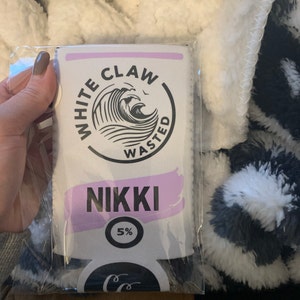 WHITE CLAW
WASTED
NIKKI
5%